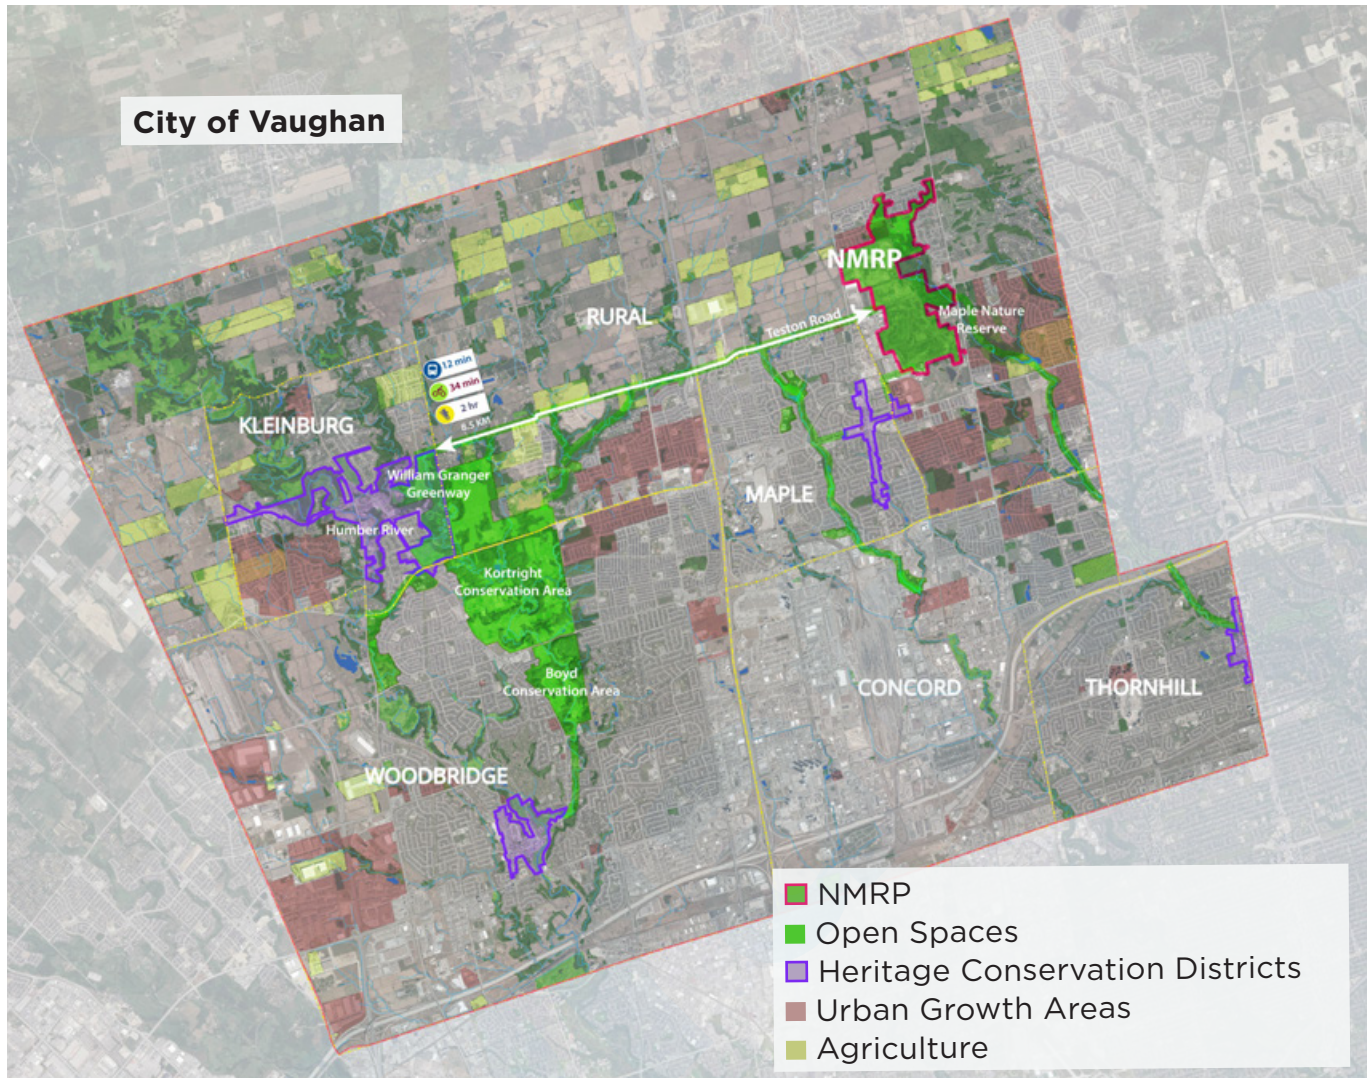 City of Vaughan
NMRP
Maple Nature
Reserve
RURAL
Teston Road
12 min
34 min
2 hr
6.5 KM
KLEINBURG
William Granger
Greenway
Humber River
MAPLE
Kortright
Conservation Area
Boyd
Conservation Area
CONCORD
THORNHILL
WOODBRIDGE
NMRP
Open Spaces
Heritage Conservation Districts
Urban Growth Areas
Agriculture